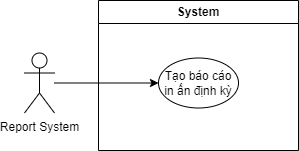 System
Tạo báo cáo
in ấn định kỳ
Report System